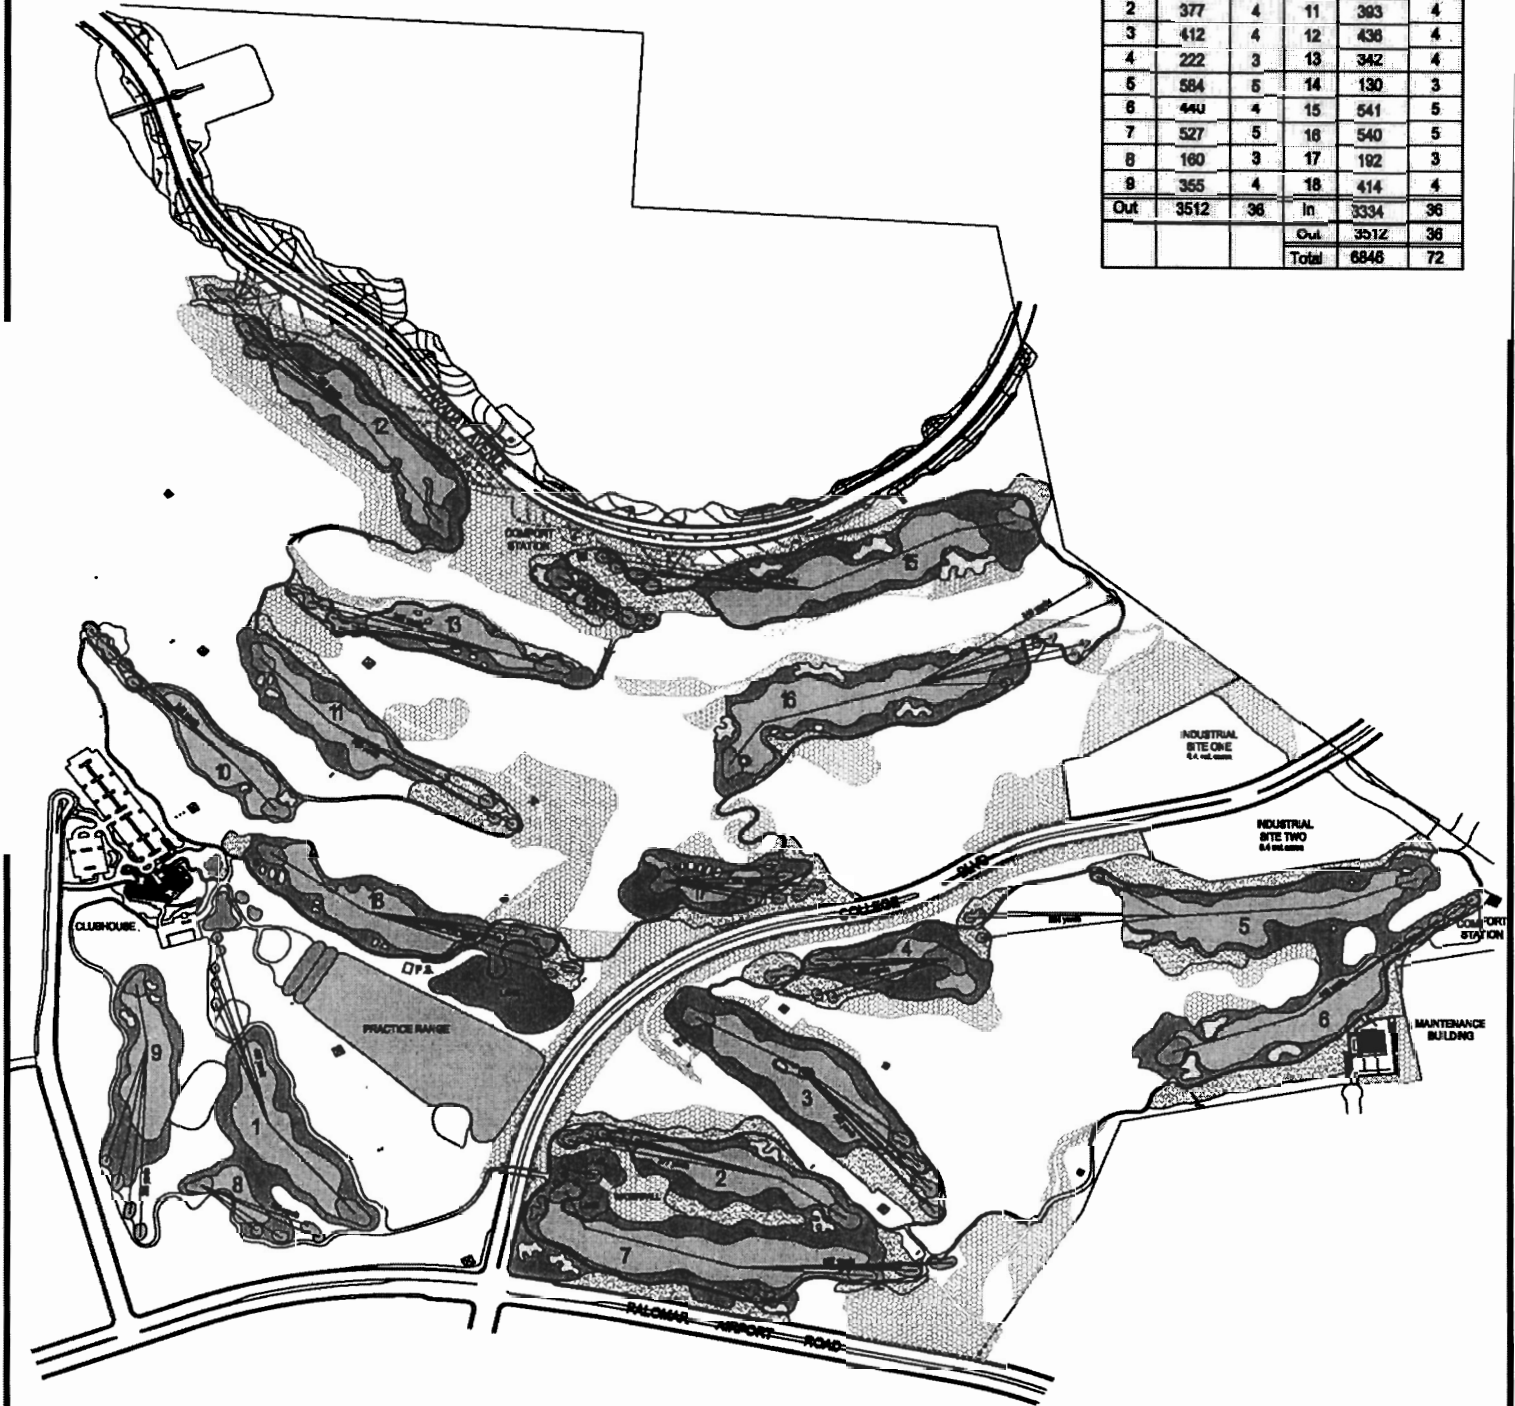 2 377 4 11 393 4
3 412 4 12 436 4
4 222 3 13 342 4
5 584 5 14 130 3
6 440 4 15 541 5
7 527 5 16 540 5
8 160 3 17 192 3
9 355 4 18 414 4
Out 3512 36 In 3334 36
Out 3512 36
Total 6846 72
12
COMFORT
STATION
15
13
16
11
10
INDUSTRIAL
SITE ONE
INDUSTRIAL
SITE TWO
COLLEGE BLVD
18
CLUBHOUSE
P.S.
4
5
COMFORT
STATION
PRACTICE RANGE
9
3
6
MAINTENANCE
BUILDING
1
2
8
7
PALOMAR AIRPORT ROAD